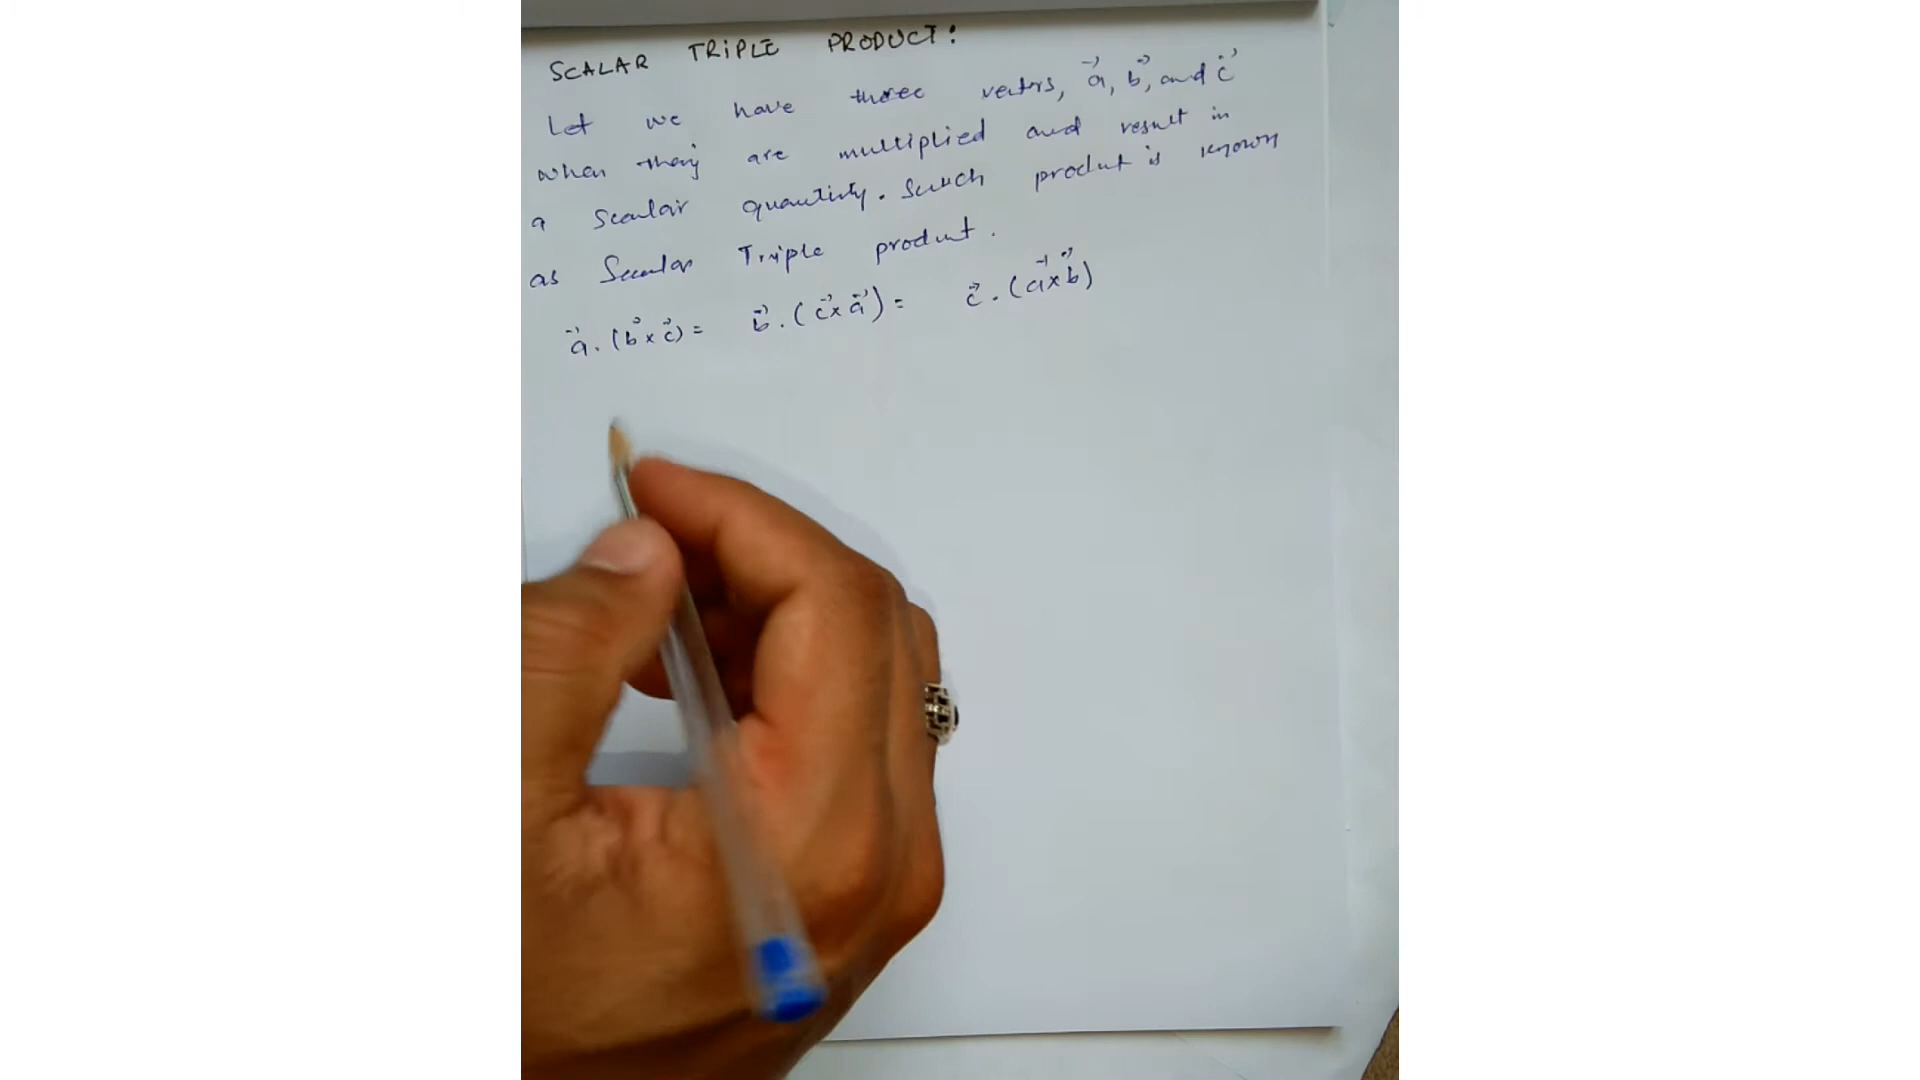 SCALAR TRIPLE PRODUCT:
Let we have three vectors, a⃗, b⃗, and c⃗
when they are multiplied and result in
a scalar quantity. Such product is known
as Scalar Triple product.
a⃗ . (b⃗ x c⃗) = b⃗ . (c⃗ x a⃗) = c⃗ . (a⃗ x b⃗)